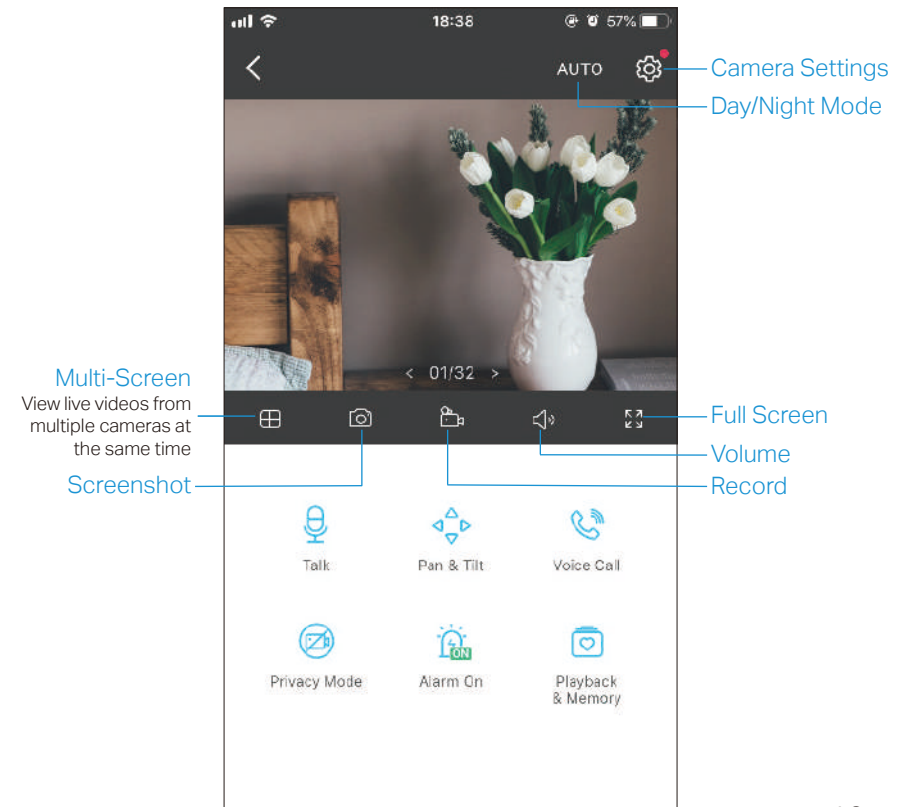 18:38
57%
AUTO
Camera Settings
Day/Night Mode
< 01/32 >
Multi-Screen
View live videos from
multiple cameras at
the same time
Full Screen
Volume
Screenshot
Record
Talk
Pan & Tilt
Voice Call
ON
Privacy Mode
Alarm On
Playback
& Memory